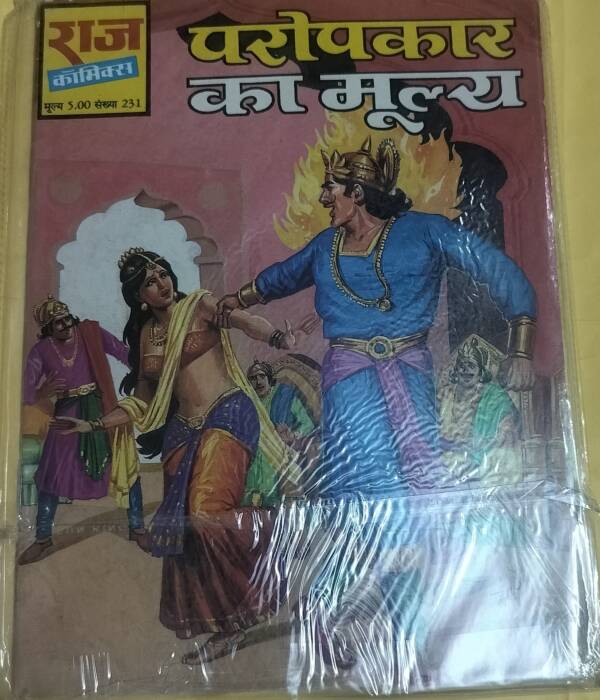 राज
कॉमिक्स
मूल्य 5.00 संख्या 231
परोपकार
का मूल्य